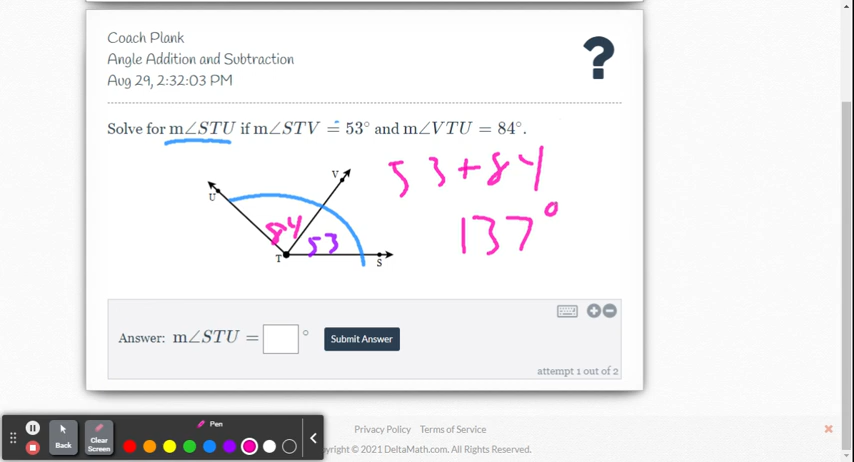 Coach Plank
Angle Addition and Subtraction
Aug 29, 2:32:03 PM
?
Solve for m∠STU if m∠STV = 53° and m∠VTU = 84°.
53+84
137°
V
U
84
53
T
S
Answer: m∠STU = °
Submit Answer
attempt 1 out of 2
Pen
Back
Clear Screen
Privacy Policy Terms of Service
yright © 2021 DeltaMath.com. All Rights Reserved.